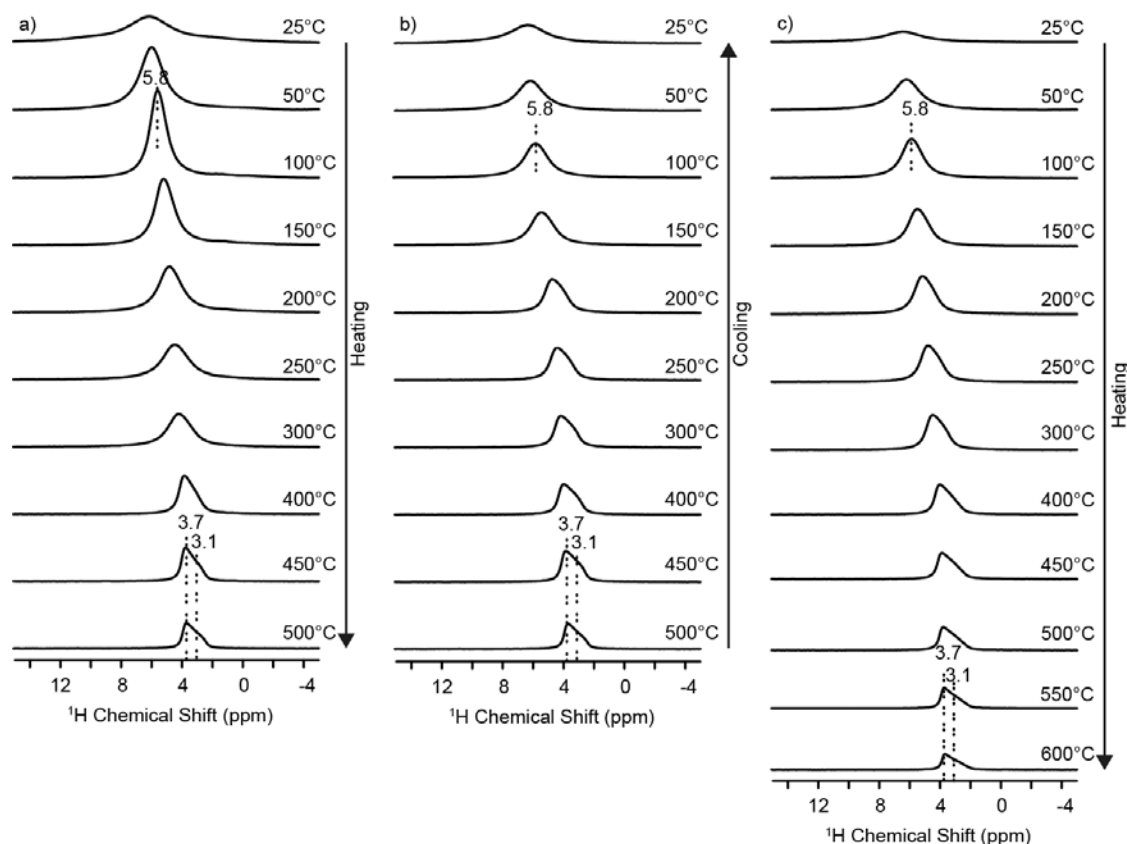 a)
25°C
5.8
50°C
100°C
150°C
200°C
250°C
300°C
400°C
3.7
3.1
450°C
500°C
Heating
12 8 4 0 -4
¹H Chemical Shift (ppm)
b)
25°C
50°C
5.8
100°C
150°C
200°C
250°C
300°C
400°C
3.7
3.1
450°C
500°C
Cooling
12 8 4 0 -4
¹H Chemical Shift (ppm)
c)
25°C
50°C
5.8
100°C
150°C
200°C
250°C
300°C
400°C
450°C
500°C
3.7
3.1
550°C
600°C
Heating
12 8 4 0 -4
¹H Chemical Shift (ppm)